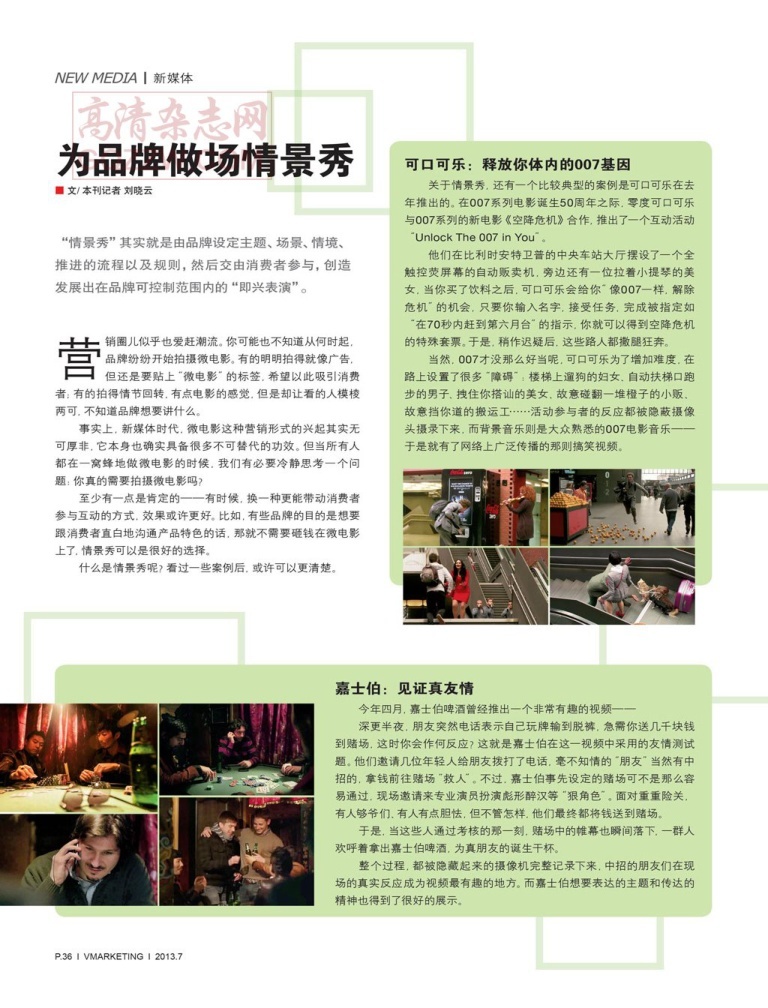 NEW MEDIA | 新媒体
高清杂志网
为品牌做场情景秀
■ 文/ 本刊记者 刘晓云
“情景秀”其实就是由品牌设定主题、场景、情境、
推进的流程以及规则，然后交由消费者参与，创造
发展出在品牌可控制范围内的“即兴表演”。
营销圈儿似乎也爱赶潮流。你可能也不知道从何时起，
品牌纷纷开始拍摄微电影。有的明明拍得就像广告，
但还是要贴上“微电影”的标签，希望以此吸引消费
者；有的拍得情节回转，有点电影的感觉，但是却让看的人模棱
两可，不知道品牌想要讲什么。
事实上，新媒体时代，微电影这种营销形式的兴起其实无
可厚非，它本身也确实具备很多不可替代的功效。但当所有人
都在一窝蜂地做微电影的时候，我们有必要冷静思考一个问
题：你真的需要拍摄微电影吗？
至少有一点是肯定的——有时候，换一种更能带动消费者
参与互动的方式，效果或许更好。比如，有些品牌的目的是想要
跟消费者直白地沟通产品特色的话，那就不需要砸钱在微电影
上了，情景秀可以是很好的选择。
什么是情景秀呢？看过一些案例后，或许可以更清楚。
可口可乐：释放你体内的007基因
关于情景秀，还有一个比较典型的案例是可口可乐在去
年推出的。在007系列电影诞生50周年之际，零度可口可乐
与007系列的新电影《空降危机》合作，推出了一个互动活动
“Unlock The 007 in You”。
他们在比利时安特卫普的中央车站大厅摆设了一个全
触控荧屏幕的自动贩卖机，旁边还有一位拉着小提琴的美
女，当你买了饮料之后，可口可乐会给你“像007一样，解除
危机”的机会，只要你输入名字，接受任务，完成被指定如
“在70秒内赶到第六月台”的指示，你就可以得到空降危机
的特殊套票。于是，稍作迟疑后，这些路人都撒腿狂奔。
当然，007才没那么好当呢，可口可乐为了增加难度，在
路上设置了很多“障碍”：楼梯上遛狗的妇女，自动扶梯口跑
步的男子，拽住你搭讪的美女，故意碰翻一堆橙子的小贩，
故意挡你道的搬运工……活动参与者的反应都被隐蔽摄像
头摄录下来，而背景音乐则是大众熟悉的007电影音乐——
于是就有了网络上广泛传播的那则搞笑视频。
嘉士伯：见证真友情
今年四月，嘉士伯啤酒曾经推出一个非常有趣的视频——
深更半夜，朋友突然电话表示自己玩牌输到脱裤，急需你送几千块钱
到赌场，这时你会作何反应？这就是嘉士伯在这一视频中采用的友情测试
题。他们邀请几位年轻人给朋友拨打了电话，毫不知情的“朋友”当然有中
招的，拿钱前往赌场“救人”。不过，嘉士伯事先设定的赌场可不是那么容
易通过，现场邀请来专业演员扮演彪形醉汉等“狠角色”。面对重重险关，
有人够爷们，有人有点胆怯，但不管怎样，他们最终都将钱送到赌场。
于是，当这些人通过考核的那一刻，赌场中的帷幕也瞬间落下，一群人
欢呼着拿出嘉士伯啤酒，为真朋友的诞生干杯。
整个过程，都被隐藏起来的摄像机完整记录下来，中招的朋友们在现
场的真实反应成为视频最有趣的地方。而嘉士伯想要表达的主题和传达的
精神也得到了很好的展示。
P.36 | VMARKETING | 2013.7